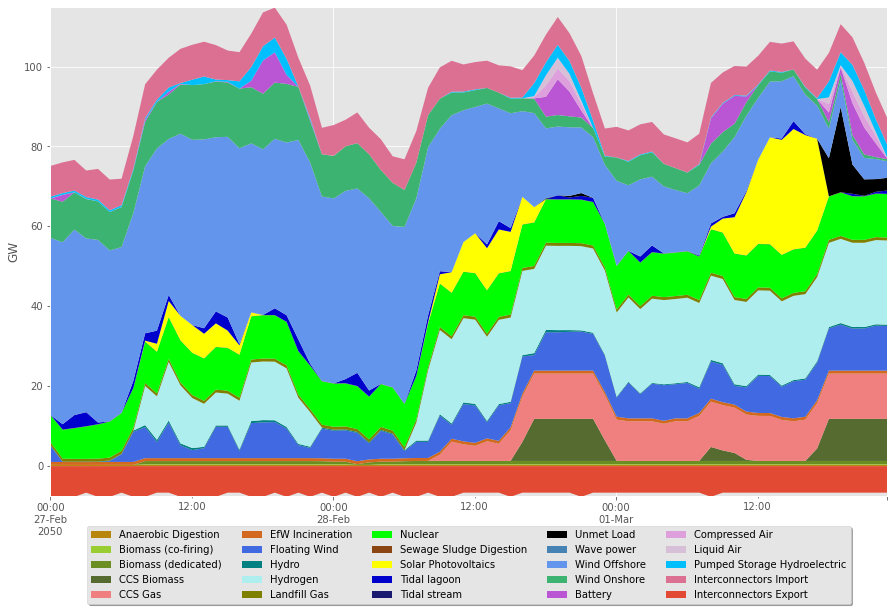 100
80
60
40
20
0
GW
00:00
27-Feb
2050
12:00
00:00
28-Feb
12:00
00:00
01-Mar
12:00
Anaerobic Digestion
Biomass (co-firing)
Biomass (dedicated)
CCS Biomass
CCS Gas
EfW Incineration
Floating Wind
Hydro
Hydrogen
Landfill Gas
Nuclear
Sewage Sludge Digestion
Solar Photovoltaics
Tidal lagoon
Tidal stream
Unmet Load
Wave power
Wind Offshore
Wind Onshore
Battery
Compressed Air
Liquid Air
Pumped Storage Hydroelectric
Interconnectors Import
Interconnectors Export